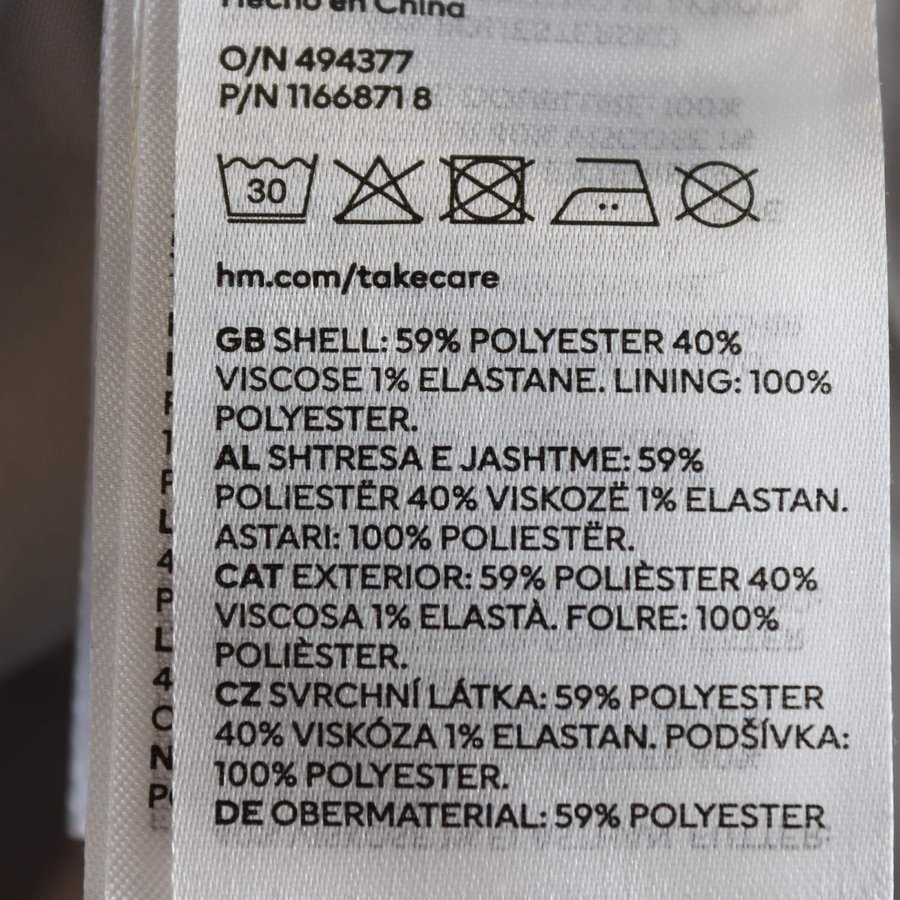 Hecho en China
O/N 494377
P/N 1166871 8
30
hm.com/takecare
GB SHELL: 59% POLYESTER 40%
VISCOSE 1% ELASTANE. LINING: 100%
POLYESTER.
AL SHTRESA E JASHTME: 59%
POLIESTËR 40% VISKOZË 1% ELASTAN.
ASTARI: 100% POLIESTËR.
CAT EXTERIOR: 59% POLIÈSTER 40%
VISCOSA 1% ELASTÀ. FOLRE: 100%
POLIÈSTER.
CZ SVRCHNÍ LÁTKA: 59% POLYESTER
40% VISKÓZA 1% ELASTAN. PODŠÍVKA:
100% POLYESTER.
DE OBERMATERIAL: 59% POLYESTER